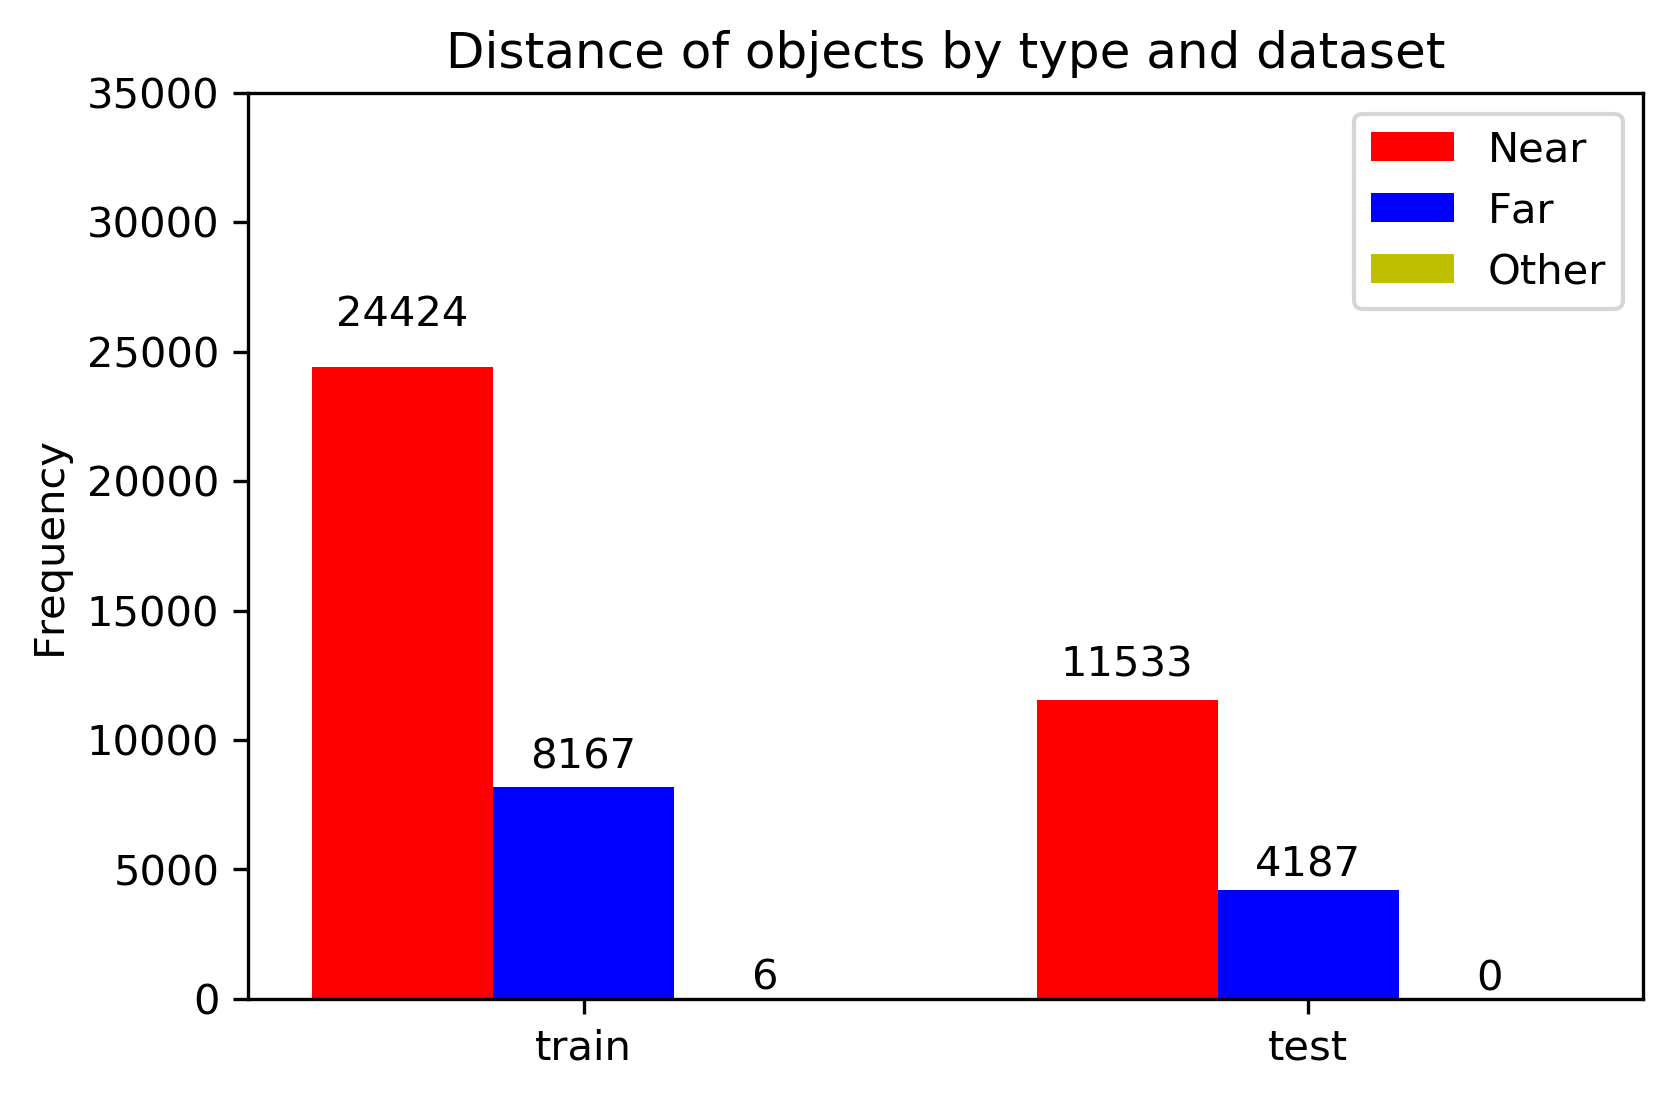 Distance of objects by type and dataset
35000
30000
25000
20000
15000
10000
5000
0
Frequency
Near
Far
Other
24424
8167
6
11533
4187
0
train
test